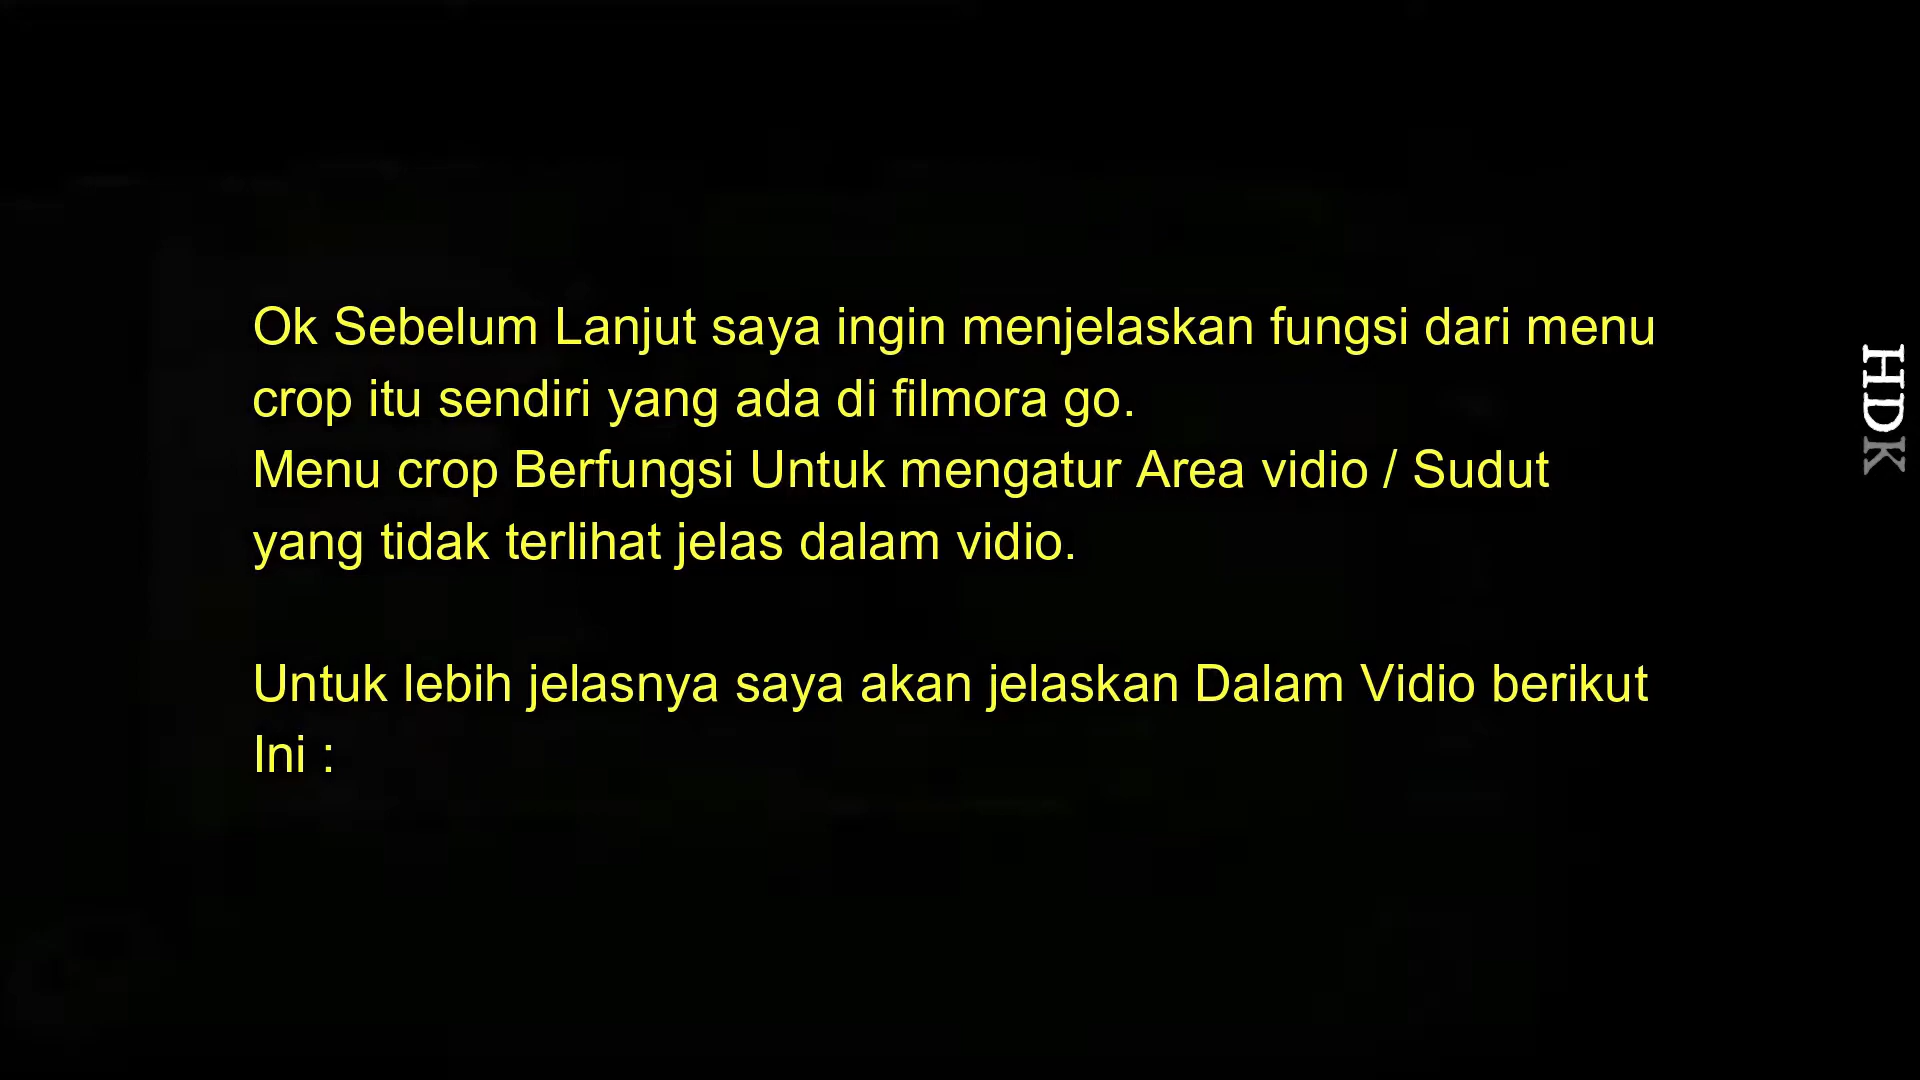 Ok Sebelum Lanjut saya ingin menjelaskan fungsi dari menu
crop itu sendiri yang ada di filmora go.
Menu crop Berfungsi Untuk mengatur Area vidio / Sudut
yang tidak terlihat jelas dalam vidio.
Untuk lebih jelasnya saya akan jelaskan Dalam Vidio berikut
Ini :
HDK